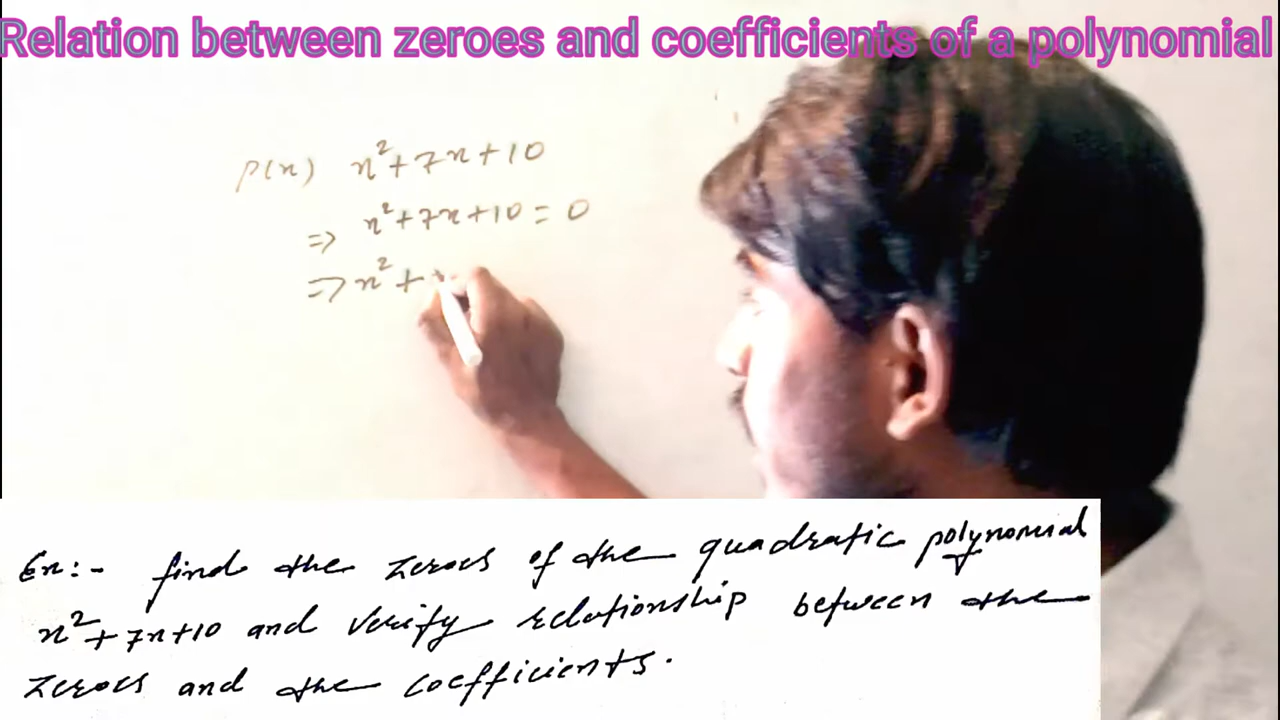 Relation between zeroes and coefficients of a polynomial
p(x) x²+7x+10
=> x²+7x+10 = 0
=> x² +
Ex:- find the zeroes of the quadratic polynomial
x²+7x+10 and verify relationship between the
zeroes and the coefficients.